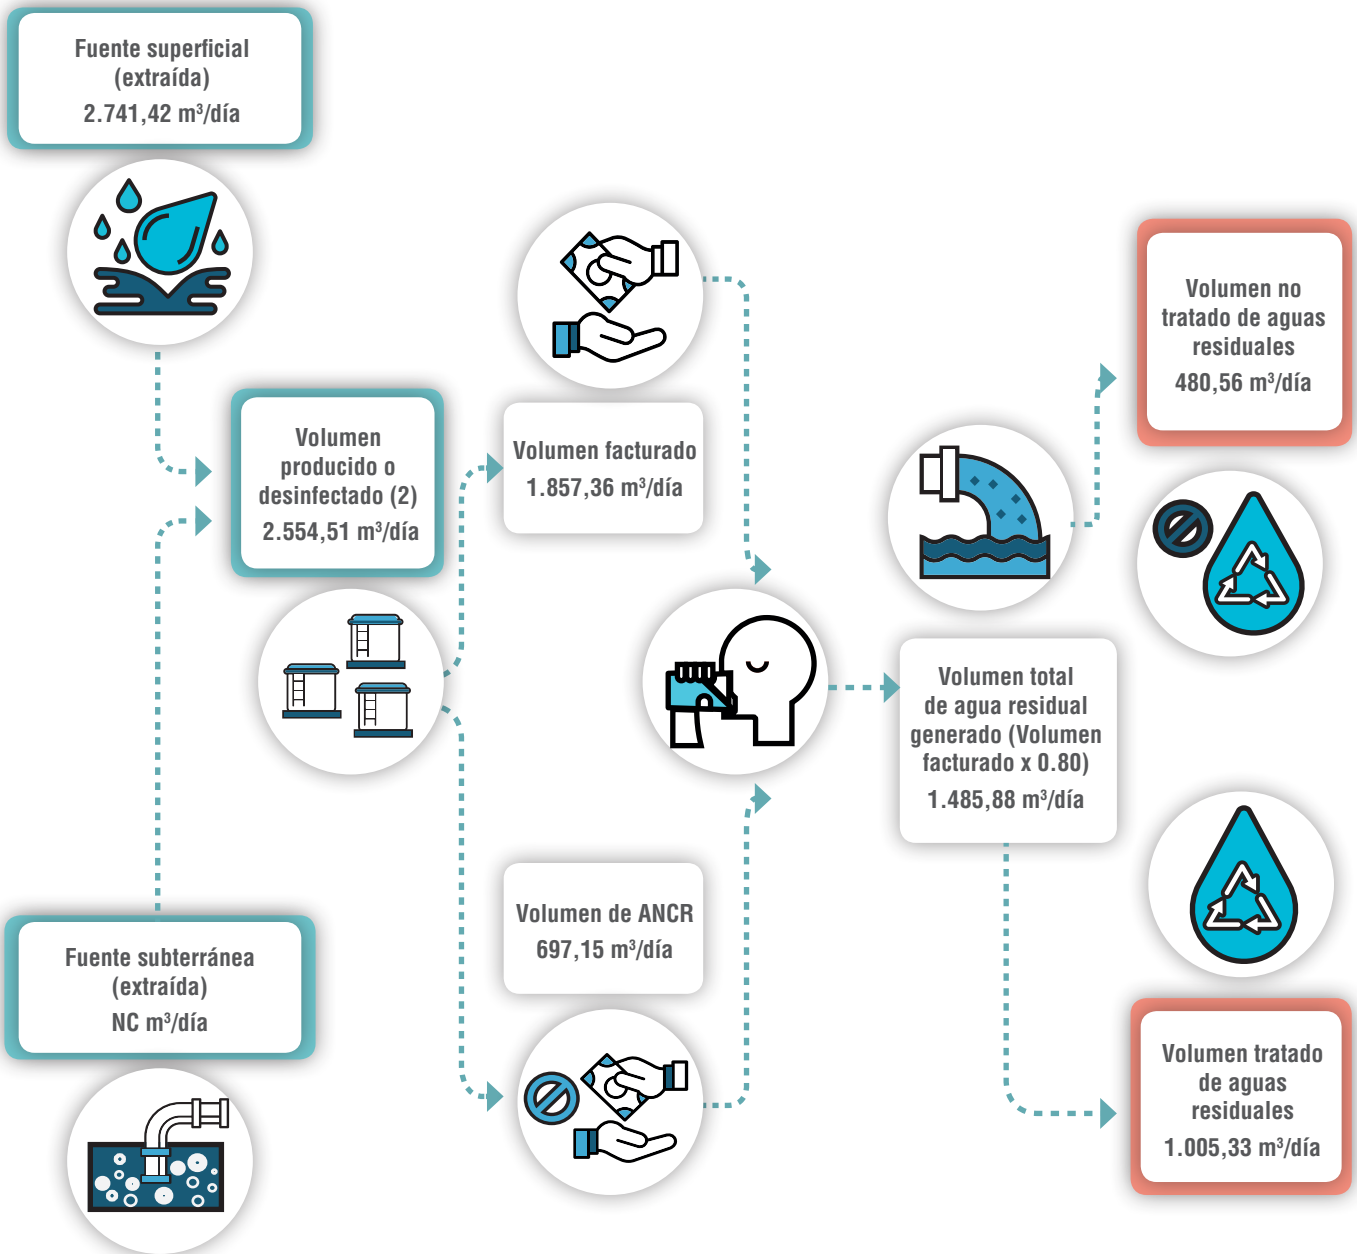 Fuente superficial
(extraída)
2.741,42 m³/día
Volumen
producido o
desinfectado (2)
2.554,51 m³/día
Fuente subterránea
(extraída)
NC m³/día
Volumen facturado
1.857,36 m³/día
Volumen de ANCR
697,15 m³/día
Volumen total
de agua residual
generado (Volumen
facturado x 0.80)
1.485,88 m³/día
Volumen no
tratado de aguas
residuales
480,56 m³/día
Volumen tratado
de aguas
residuales
1.005,33 m³/día